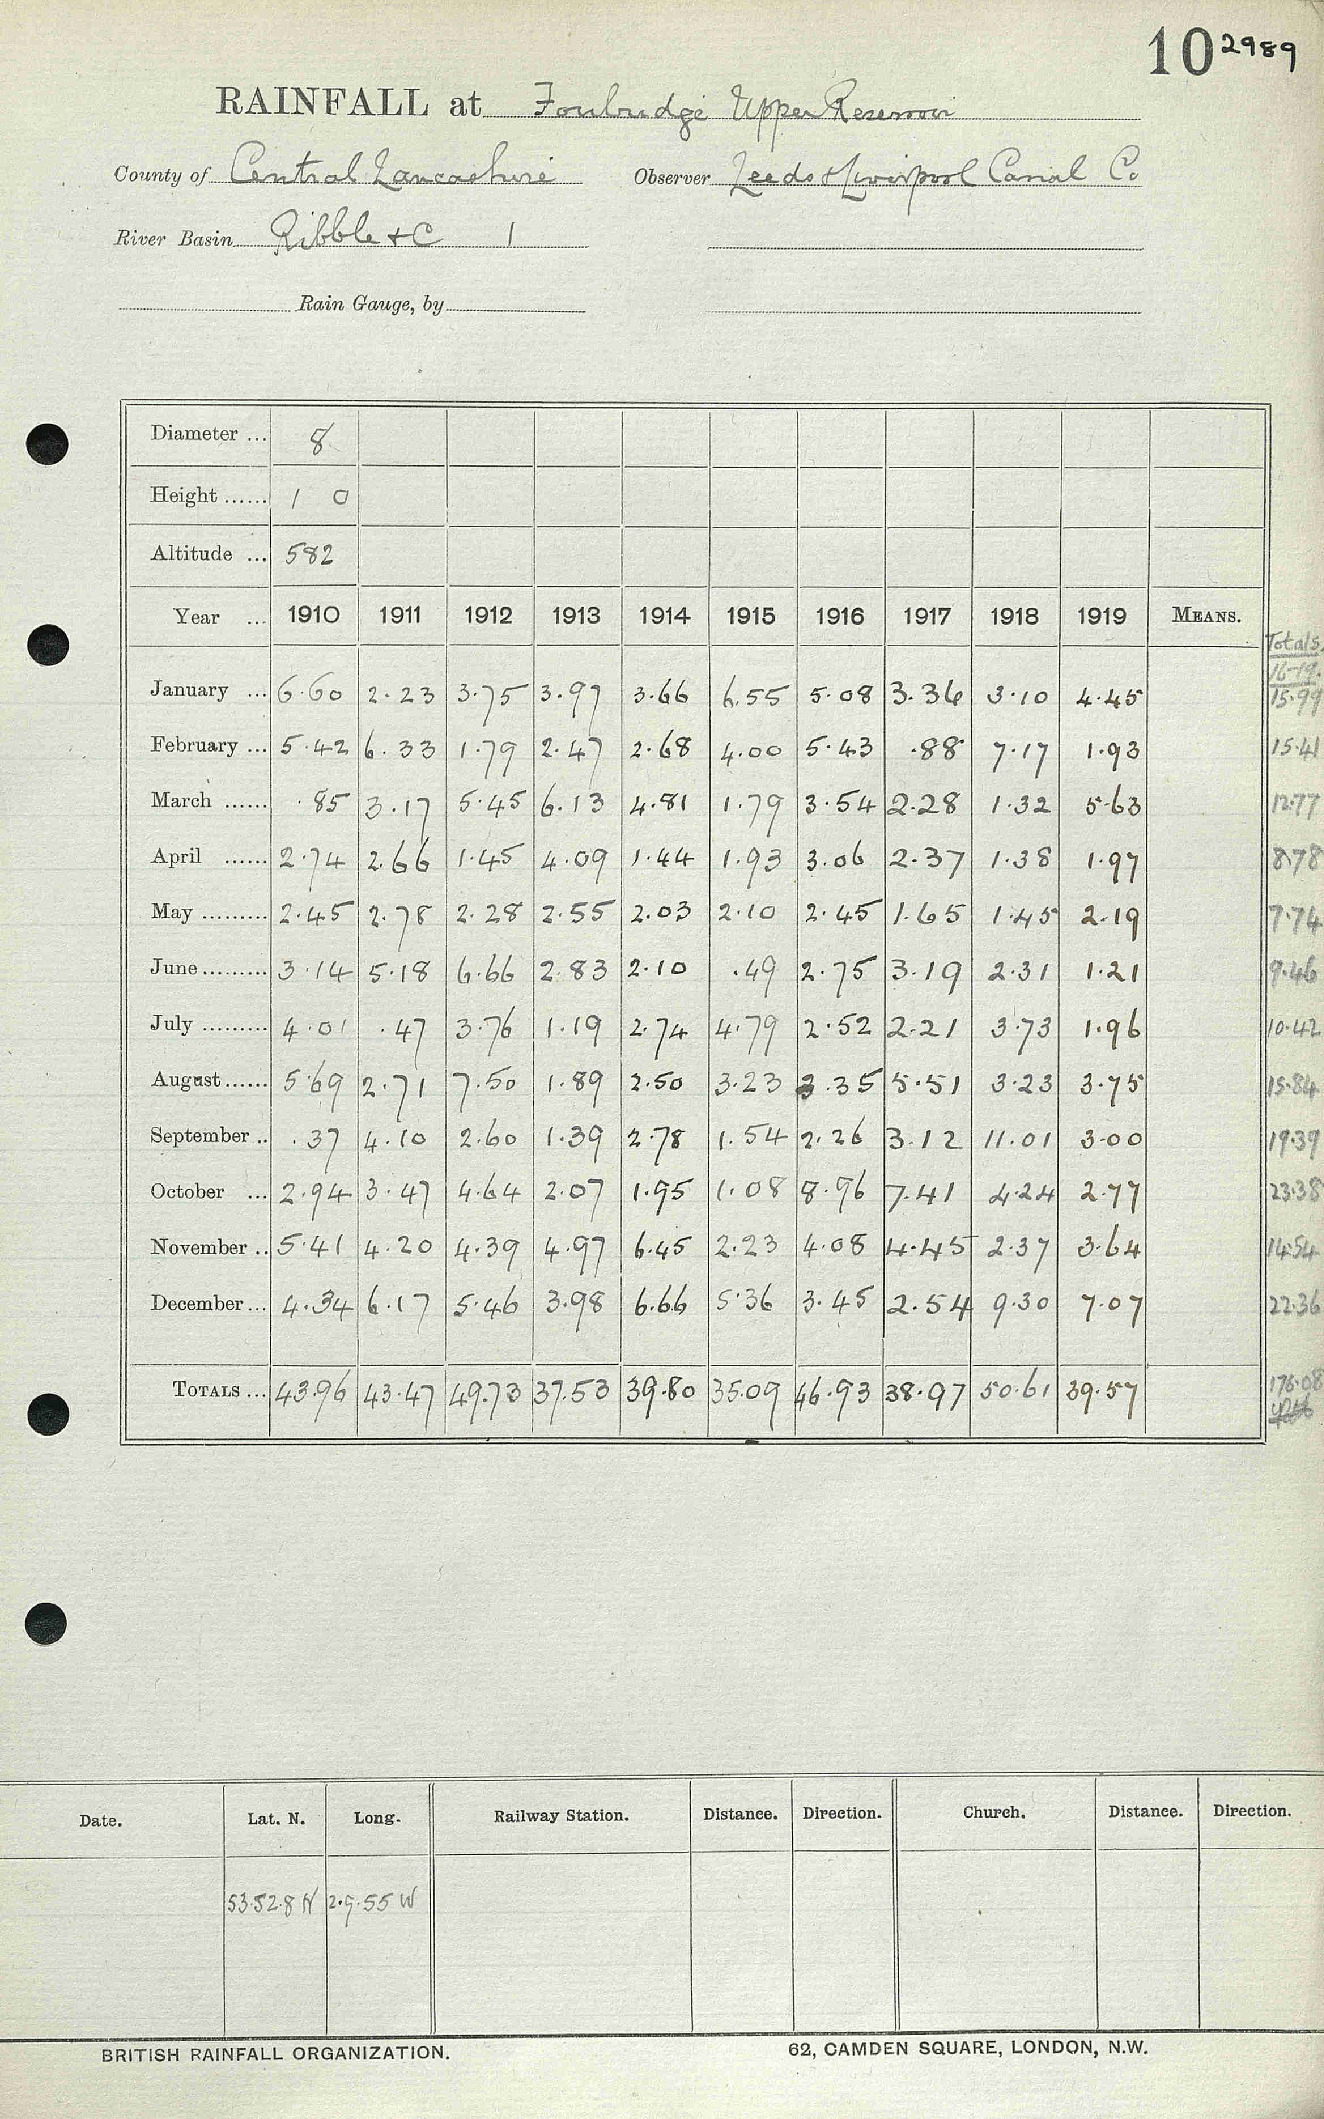 10 2989
RAINFALL at Foulridge Upper Reservoir
County of Central Lancashire Observer Leeds & Liverpool Canal Co
River Basin Ribble &c 1
Rain Gauge, by
Diameter ... 8
Height ...... 1 0
Altitude ... 582
Year ... 1910 1911 1912 1913 1914 1915 1916 1917 1918 1919 MEANS. Totals
16-19.
January ... 6.60 2.23 3.75 3.97 3.66 6.55 5.08 3.36 3.10 4.45 15.99
February ... 5.42 6.33 1.79 2.47 2.68 4.00 5.43 .88 7.17 1.93 15.41
March ...... .85 3.17 5.45 6.13 4.81 1.79 3.54 2.28 1.32 5.63 12.77
April ...... 2.74 2.66 1.45 4.09 1.44 1.93 3.06 2.37 1.38 1.97 8.78
May ......... 2.45 2.78 2.28 2.55 2.03 2.10 2.45 1.65 1.45 2.19 7.74
June ......... 3.14 5.18 6.66 2.83 2.10 .49 2.75 3.19 2.31 1.21 9.46
July ......... 4.01 .47 3.76 1.19 2.74 4.79 2.52 2.21 3.73 1.96 10.42
August ...... 5.69 2.71 7.50 1.89 2.50 3.23 3.35 5.51 3.23 3.75 15.84
September .. .37 4.10 2.60 1.39 2.78 1.54 2.26 3.12 11.01 3.00 19.39
October ... 2.94 3.47 4.64 2.07 1.95 1.08 8.96 7.41 4.24 2.77 23.38
November .. 5.41 4.20 4.39 4.97 6.45 2.23 4.08 4.45 2.37 3.64 14.54
December ... 4.34 6.17 5.46 3.98 6.66 5.36 3.45 2.54 9.30 7.07 22.36
TOTALS ... 43.96 43.47 49.73 37.53 39.80 35.09 46.93 38.97 50.61 39.57 176.08
Date. Lat. N. Long. Railway Station. Distance. Direction. Church. Distance. Direction.
53.52.8 N 2.9.55 W
BRITISH RAINFALL ORGANIZATION. 62, CAMDEN SQUARE, LONDON, N.W.